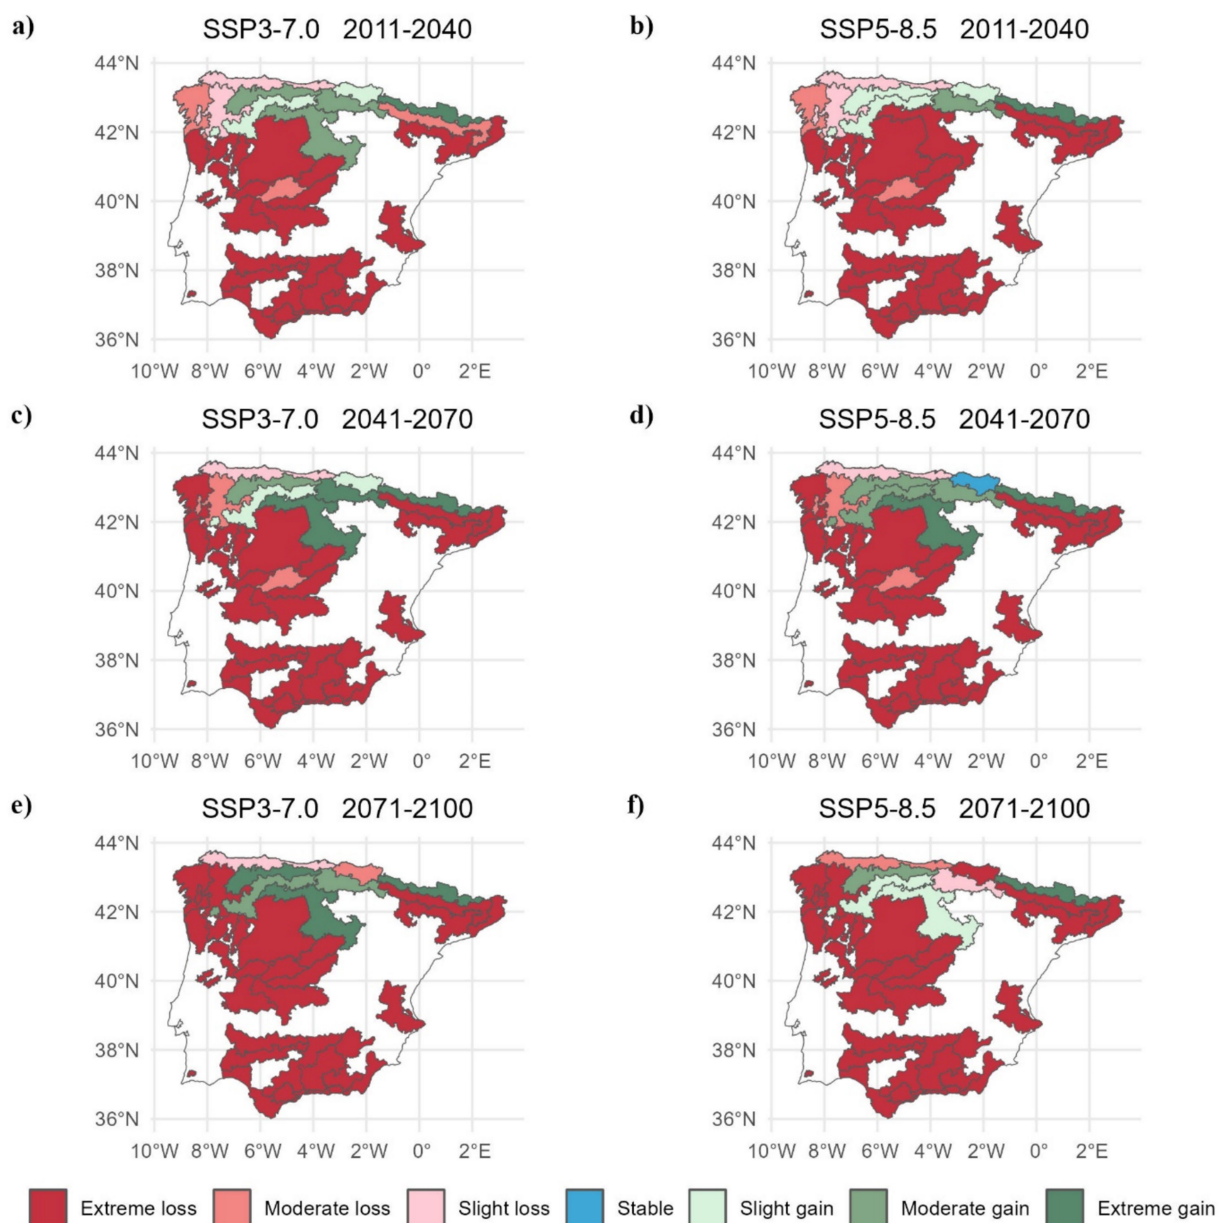 a) SSP3-7.0 2011-2040
b) SSP5-8.5 2011-2040
44°N
42°N
40°N
38°N
36°N
10°W 8°W 6°W 4°W 2°W 0° 2°E
44°N
42°N
40°N
38°N
36°N
10°W 8°W 6°W 4°W 2°W 0° 2°E
c) SSP3-7.0 2041-2070
d) SSP5-8.5 2041-2070
44°N
42°N
40°N
38°N
36°N
10°W 8°W 6°W 4°W 2°W 0° 2°E
44°N
42°N
40°N
38°N
36°N
10°W 8°W 6°W 4°W 2°W 0° 2°E
e) SSP3-7.0 2071-2100
f) SSP5-8.5 2071-2100
44°N
42°N
40°N
38°N
36°N
10°W 8°W 6°W 4°W 2°W 0° 2°E
44°N
42°N
40°N
38°N
36°N
10°W 8°W 6°W 4°W 2°W 0° 2°E
Extreme loss Moderate loss Slight loss Stable Slight gain Moderate gain Extreme gain